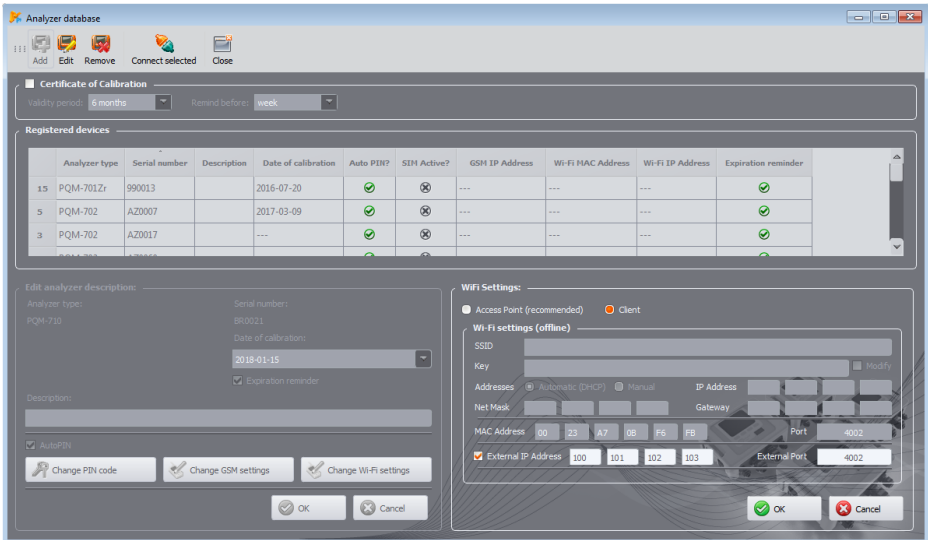 Analyzer database
Add Edit Remove Connect selected Close
Certificate of Calibration
Validity period: 6 months Remind before: week
Registered devices
Analyzer type Serial number Description Date of calibration Auto PIN? SIM Active? GSM IP Address Wi-Fi MAC Address Wi-Fi IP Address Expiration reminder
15 PQM-701Zr 990013 2016-07-20 --- --- ---
5 PQM-702 AZ0007 2017-03-09 --- --- ---
3 PQM-702 AZ0017 --- --- --- ---
Edit analyzer description:
Analyzer type: Serial number:
PQM-710 BR0021
Date of calibration:
2018-01-15
Expiration reminder
Description:
AutoPIN
Change PIN code Change GSM settings Change Wi-Fi settings
OK Cancel
WiFi Settings:
Access Point (recommended) Client
Wi-Fi settings (offline)
SSID
Key Modify
Addresses Automatic (DHCP) Manual IP Address
Net Mask Gateway
MAC Address 00 23 A7 0B F6 FB Port 4002
External IP Address 100 101 102 103 External Port 4002
OK Cancel